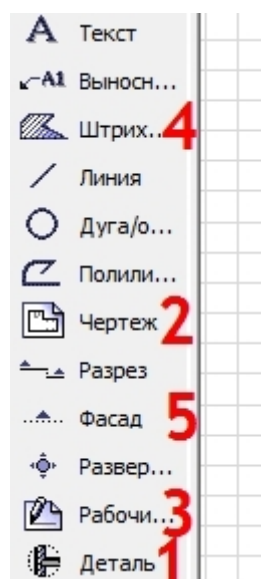 A Текст
A1 Выносн...
Штрих... 4
Линия
Дуга/о...
Полили...
Чертеж 2
Разрез
Фасад 5
Развер...
Рабочи... 3
Деталь 1